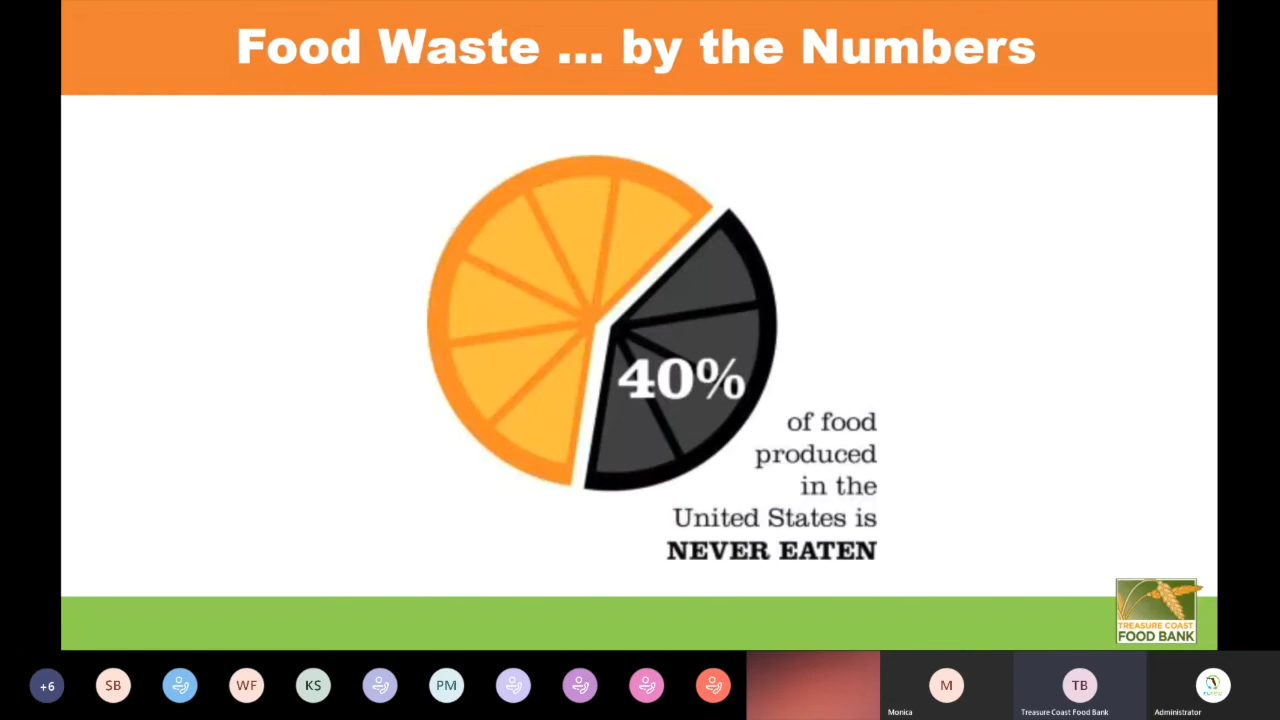 Food Waste ... by the Numbers
40%
of food
produced
in the
United States is
NEVER EATEN
TREASURE COAST
FOOD BANK
+6
SB
WF
KS
PM
M
Monica
TB
Treasure Coast Food Bank
Administrator